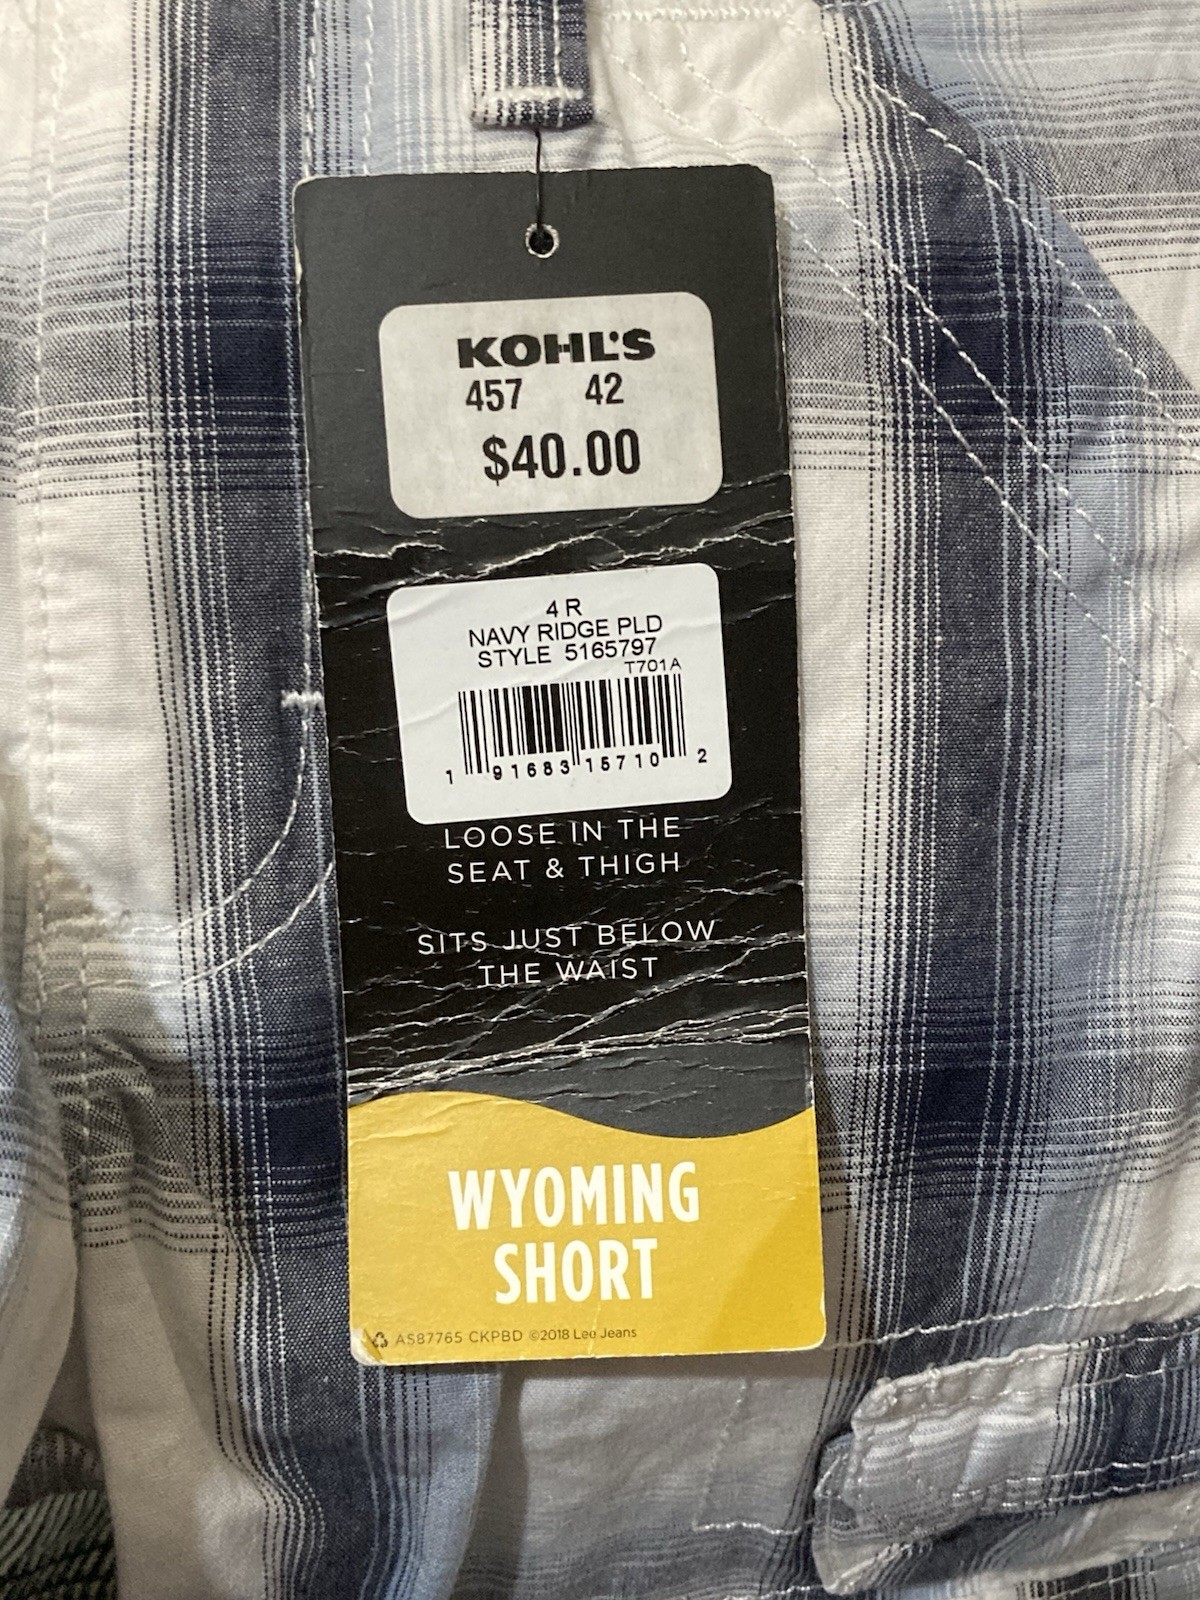 KOHL'S
457 42
$40.00
4 R
NAVY RIDGE PLD
STYLE 5165797
T701A
1 91683 15710 2
LOOSE IN THE
SEAT & THIGH
SITS JUST BELOW
THE WAIST
WYOMING
SHORT
AS87765 CKPBD ©2018 Lee Jeans